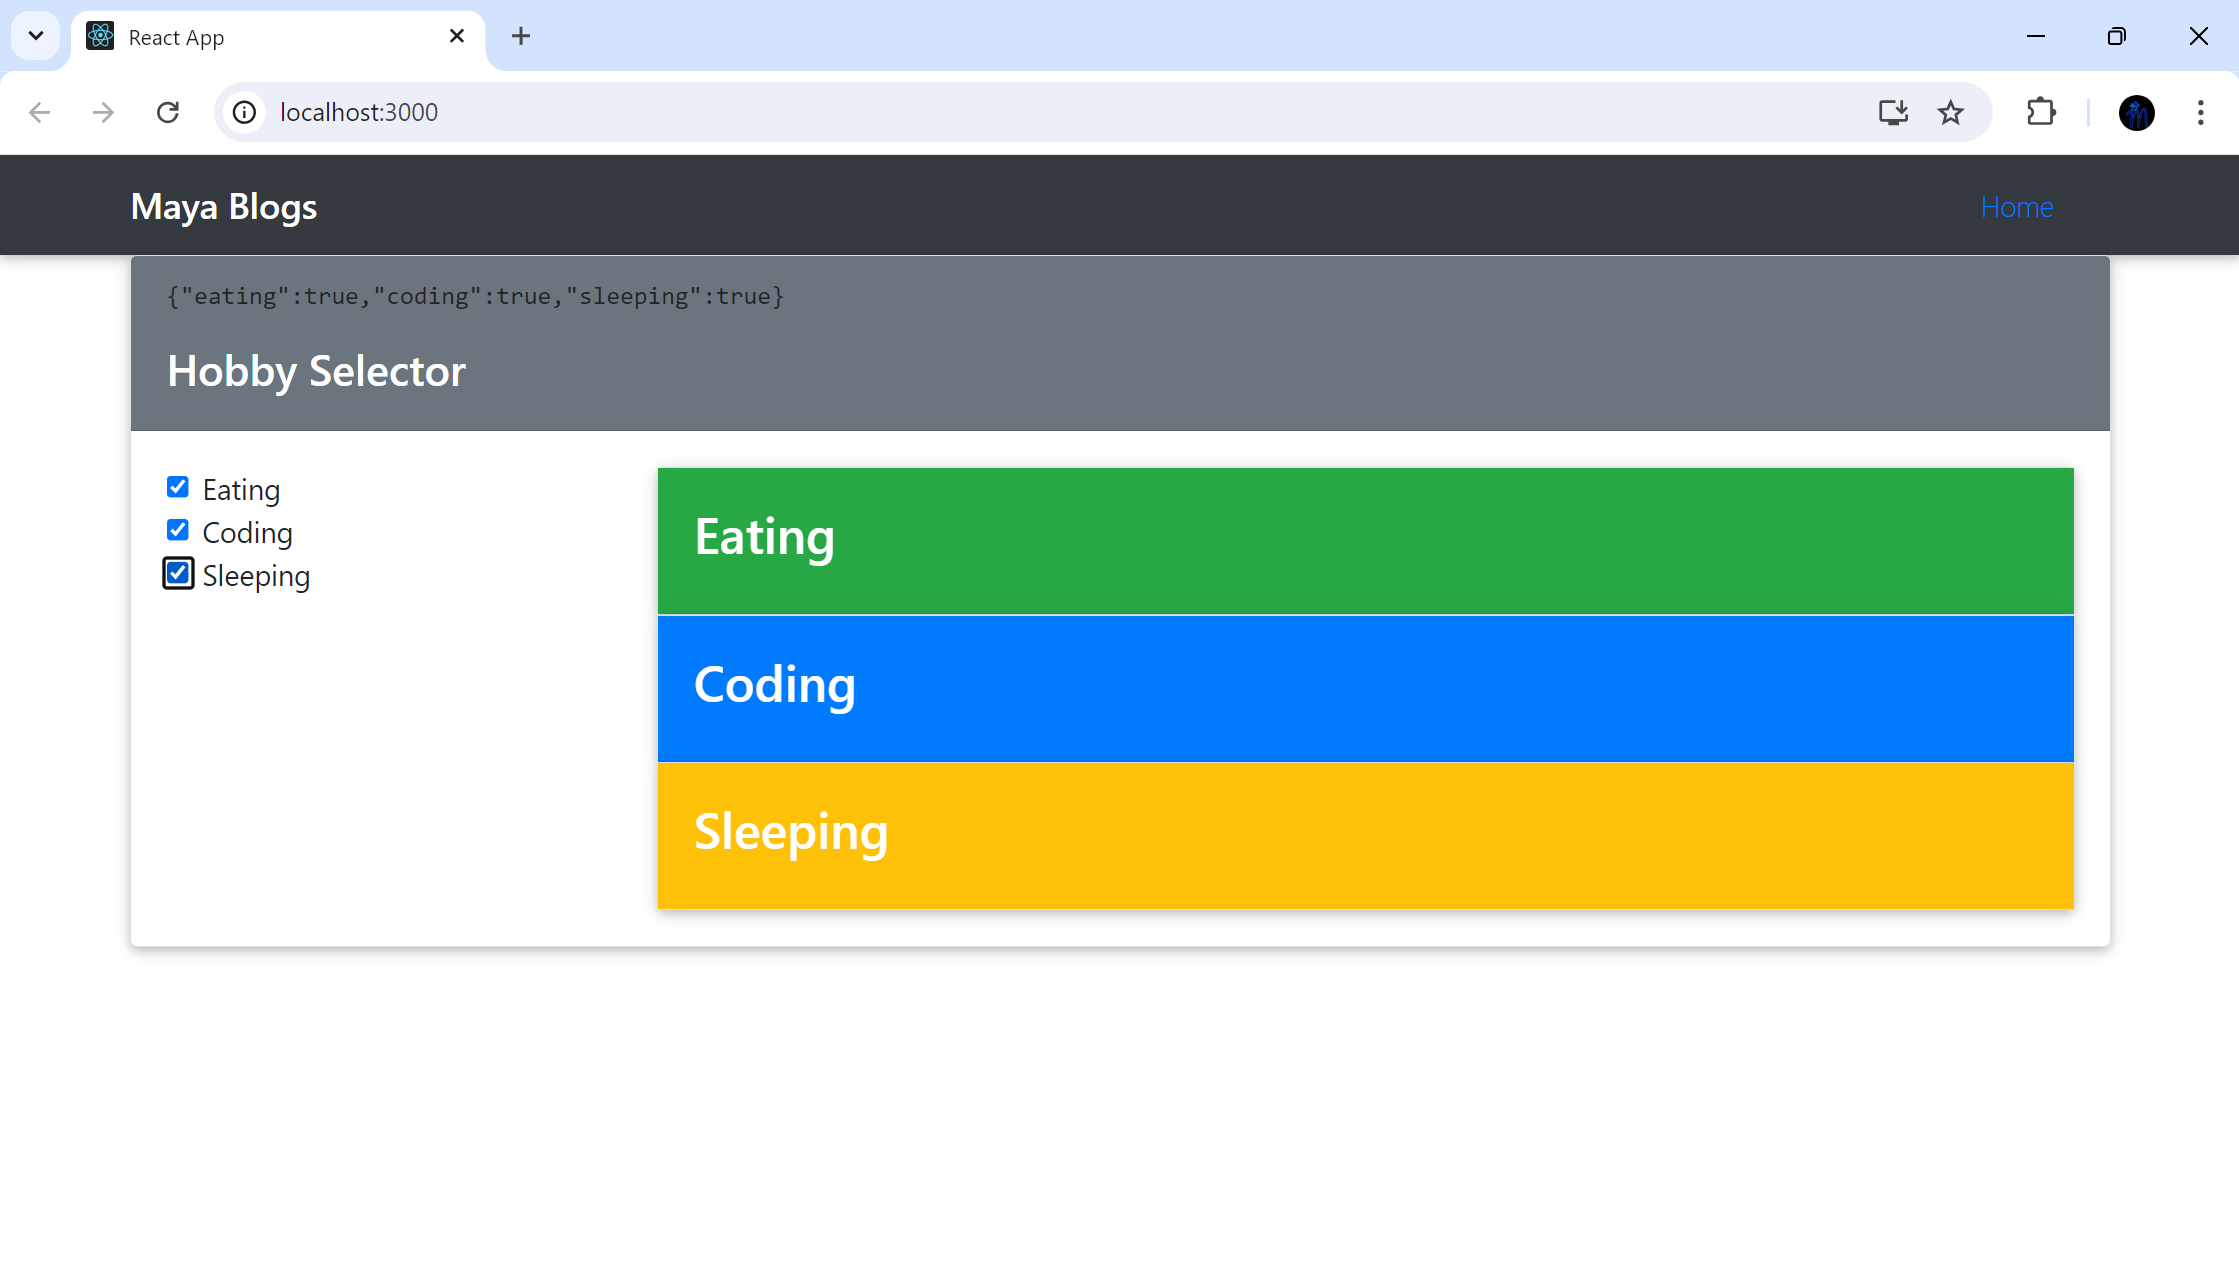 React App
localhost:3000
Maya Blogs
Home
{"eating":true,"coding":true,"sleeping":true}
Hobby Selector
Eating
Coding
Sleeping
Eating
Coding
Sleeping